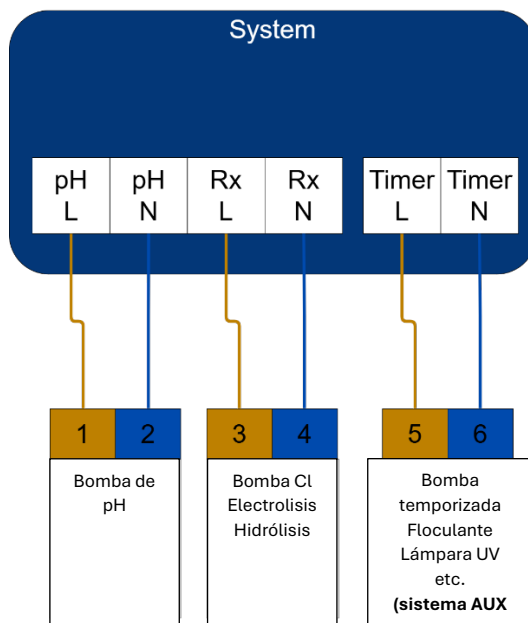 System
pH pH Rx Rx Timer Timer
L N L N L N
1 2 3 4 5 6
Bomba de
pH
Bomba Cl
Electrolisis
Hidrólisis
Bomba
temporizada
Floculante
Lámpara UV
etc.
(sistema AUX